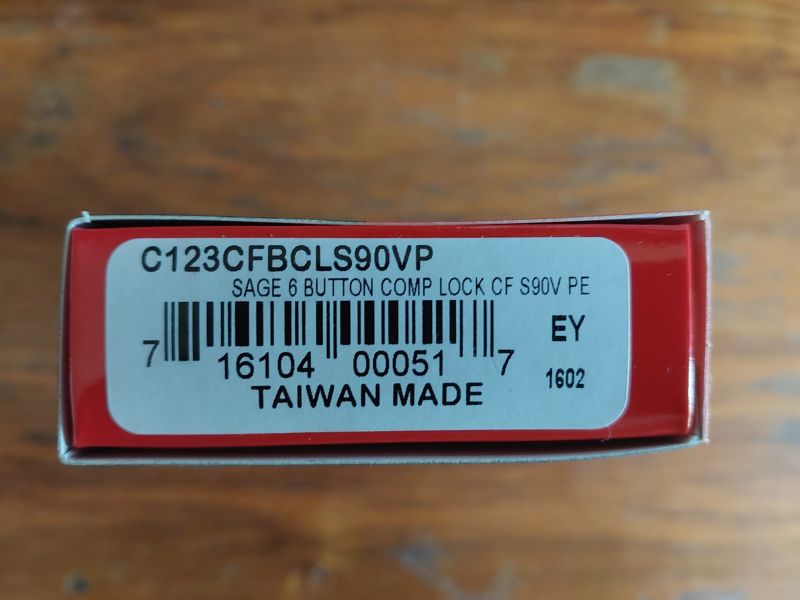 C123CFBCLS90VP
SAGE 6 BUTTON COMP LOCK CF S90V PE
7 16104 00051 7
EY
1602
TAIWAN MADE